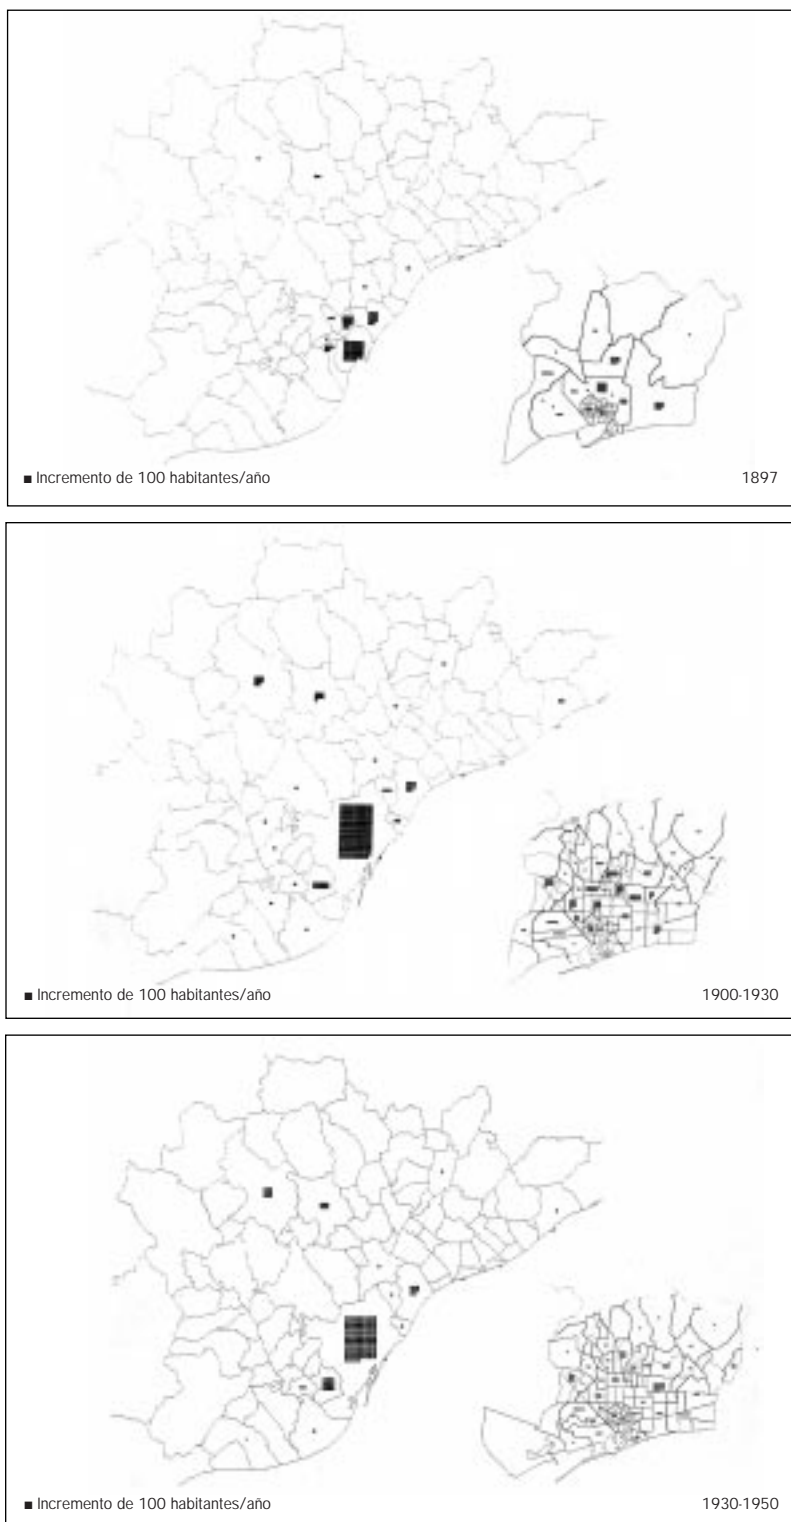 ■ Incremento de 100 habitantes/año 1897
■ Incremento de 100 habitantes/año 1900-1930
■ Incremento de 100 habitantes/año 1930-1950